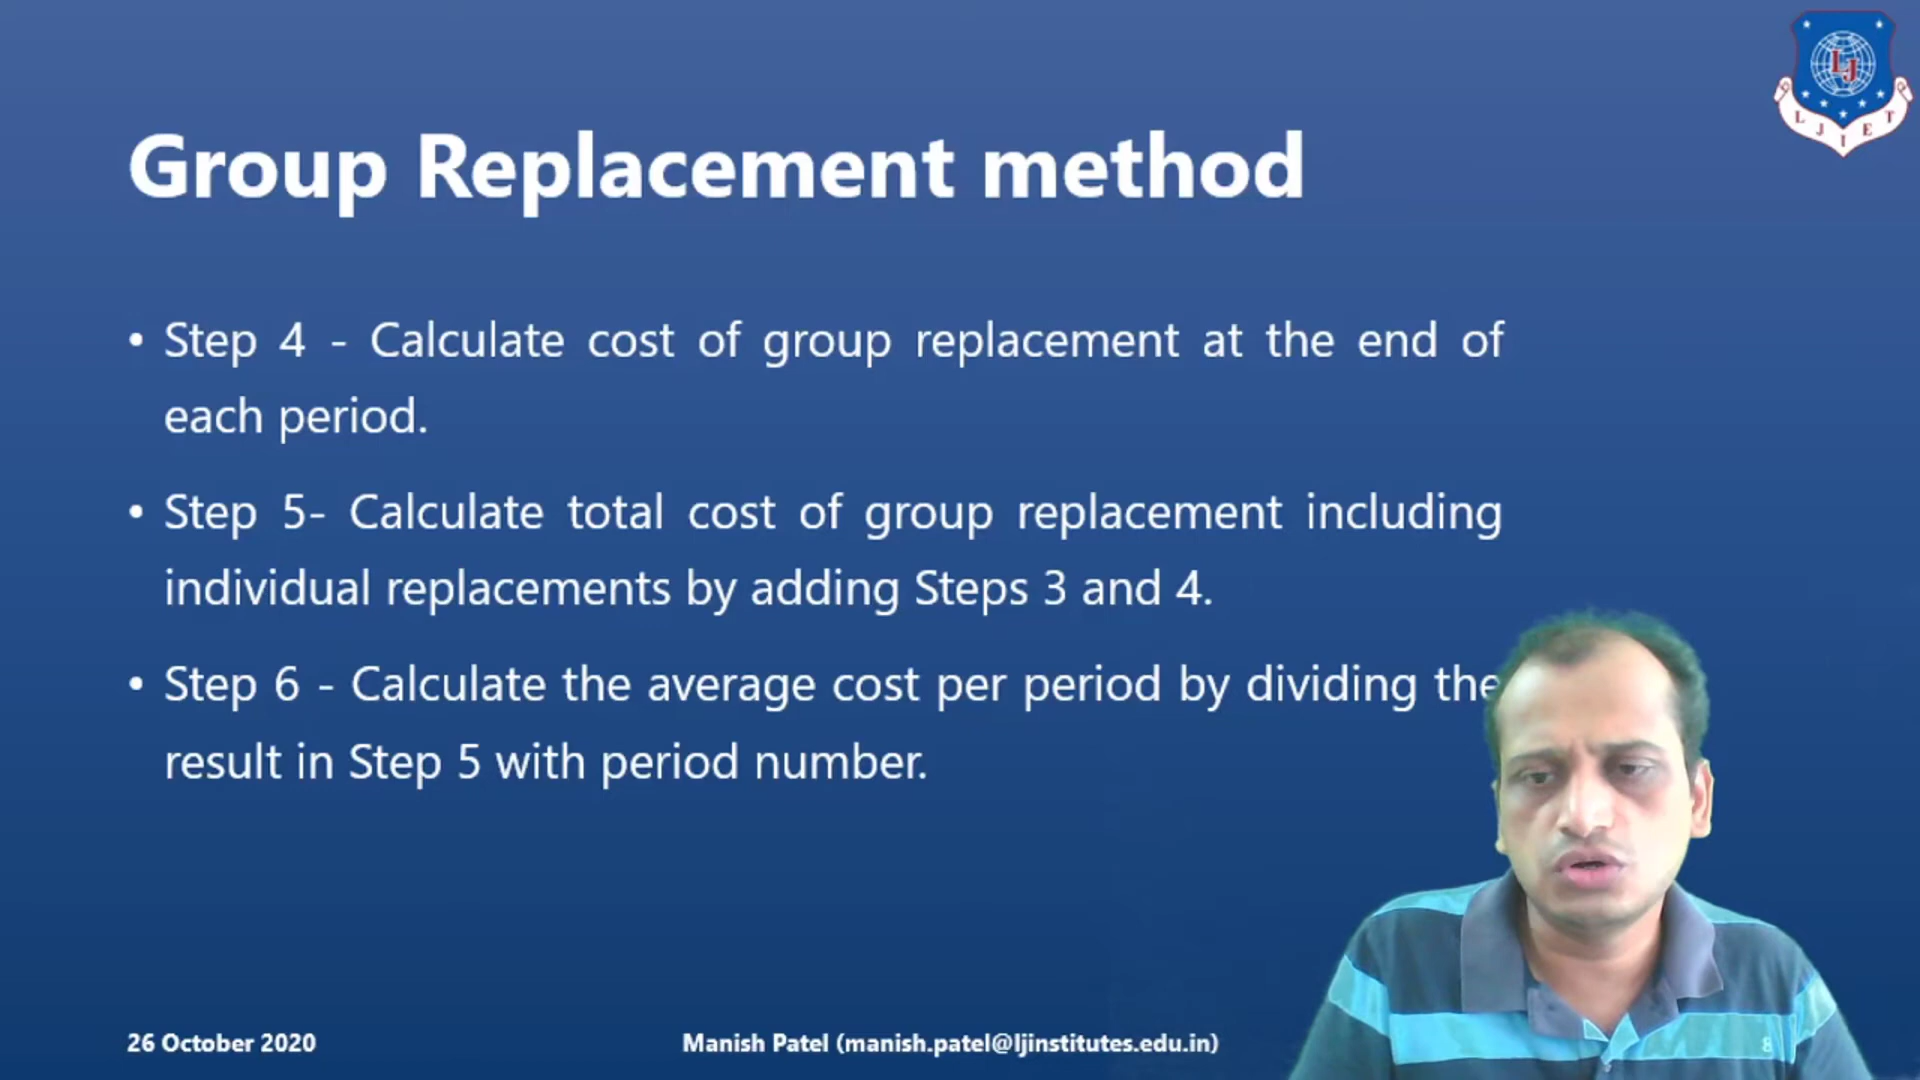 LJ
LJIET
Group Replacement method
• Step 4 - Calculate cost of group replacement at the end of
each period.
• Step 5- Calculate total cost of group replacement including
individual replacements by adding Steps 3 and 4.
• Step 6 - Calculate the average cost per period by dividing the
result in Step 5 with period number.
26 October 2020
Manish Patel (manish.patel@ljinstitutes.edu.in)
8